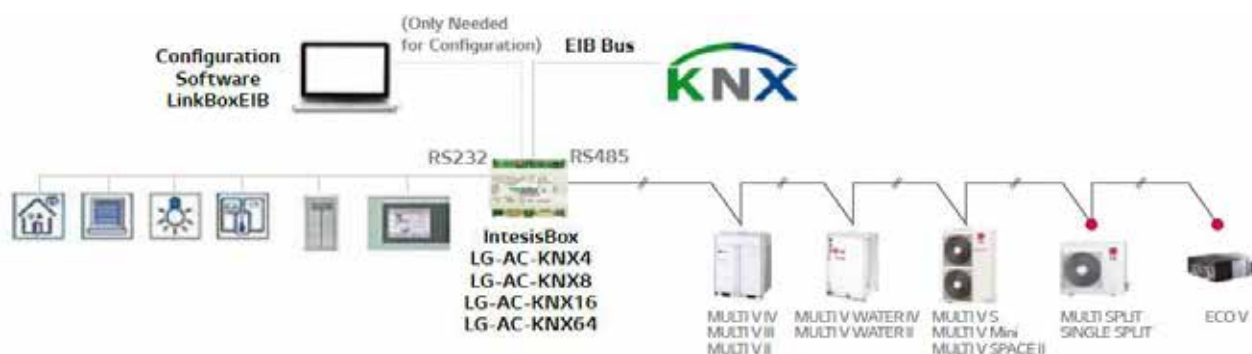 (Only Needed
for Configuration)
EIB Bus
Configuration
Software
LinkBoxEIB
KNX
RS232
RS485
IntesisBox
LG-AC-KNX4
LG-AC-KNX8
LG-AC-KNX16
LG-AC-KNX64
MULTI V IV
MULTI V III
MULTI V II
MULTI V WATER IV
MULTI V WATER II
MULTI V S
MULTI V Mini
MULTI V SPACE II
MULTI SPLIT
SINGLE SPLIT
ECO V